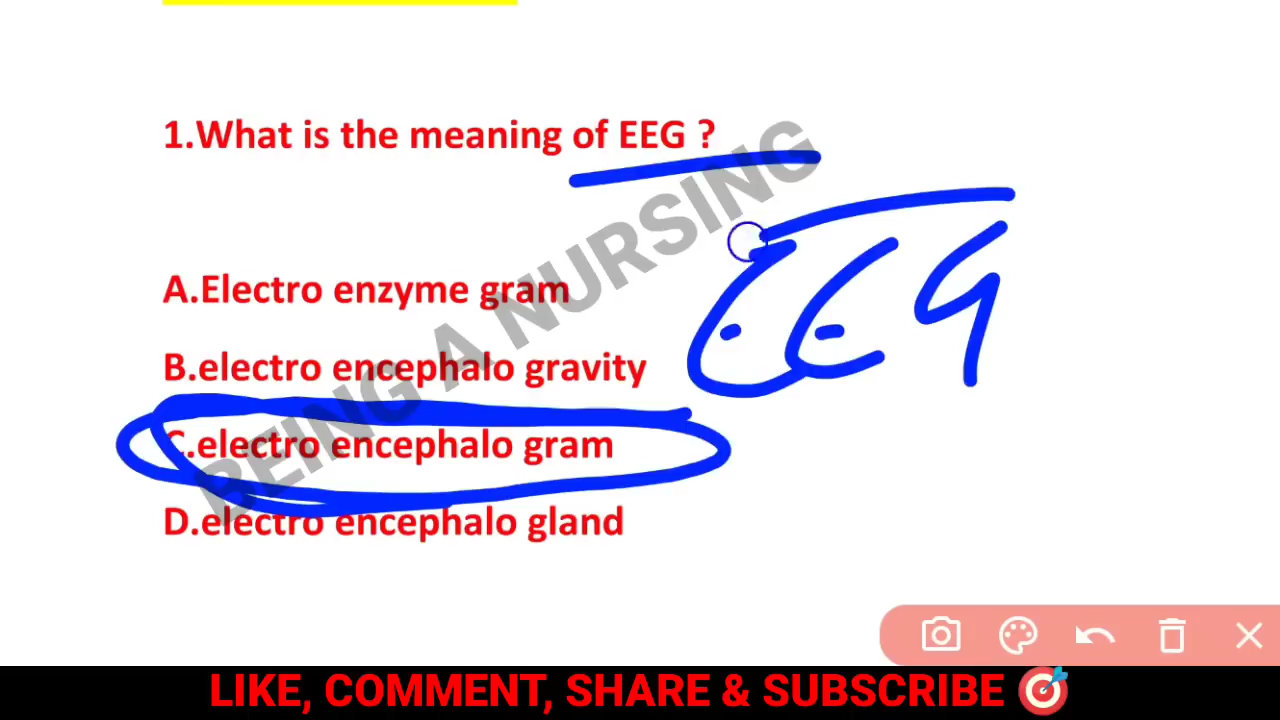 1.What is the meaning of EEG ?
EEG
A.Electro enzyme gram
B.electro encephalo gravity
C.electro encephalo gram
D.electro encephalo gland
BEING A NURSING
LIKE, COMMENT, SHARE & SUBSCRIBE 🎯